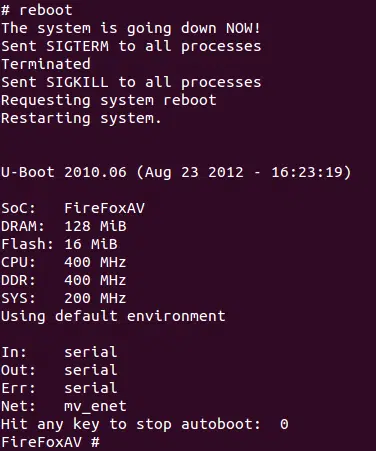 # reboot
The system is going down NOW!
Sent SIGTERM to all processes
Terminated
Sent SIGKILL to all processes
Requesting system reboot
Restarting system.
U-Boot 2010.06 (Aug 23 2012 - 16:23:19)
SoC: FireFoxAV
DRAM: 128 MiB
Flash: 16 MiB
CPU: 400 MHz
DDR: 400 MHz
SYS: 200 MHz
Using default environment
In: serial
Out: serial
Err: serial
Net: mv_enet
Hit any key to stop autoboot: 0
FireFoxAV #